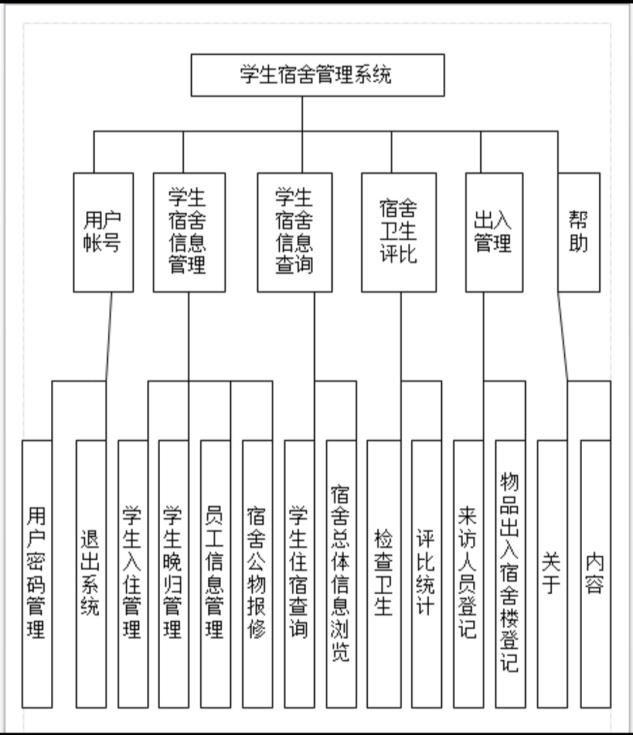 学生宿舍管理系统
用户
帐号
学生
宿舍
信息
管理
学生
宿舍
信息
查询
宿舍
卫生
评比
出入
管理
帮
助
用户密码管理
退出系统
学生入住管理
学生晚归管理
员工信息管理
宿舍公物报修
学生住宿查询
宿舍总体信息浏览
检查卫生
评比统计
来访人员登记
物品出入宿舍楼登记
关于
内容